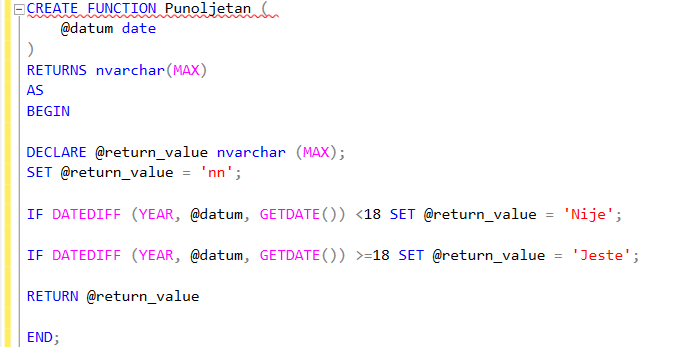 CREATE FUNCTION Punoljetan (
@datum date
)
RETURNS nvarchar(MAX)
AS
BEGIN
DECLARE @return_value nvarchar (MAX);
SET @return_value = 'nn';
IF DATEDIFF (YEAR, @datum, GETDATE()) <18 SET @return_value = 'Nije';
IF DATEDIFF (YEAR, @datum, GETDATE()) >=18 SET @return_value = 'Jeste';
RETURN @return_value
END;